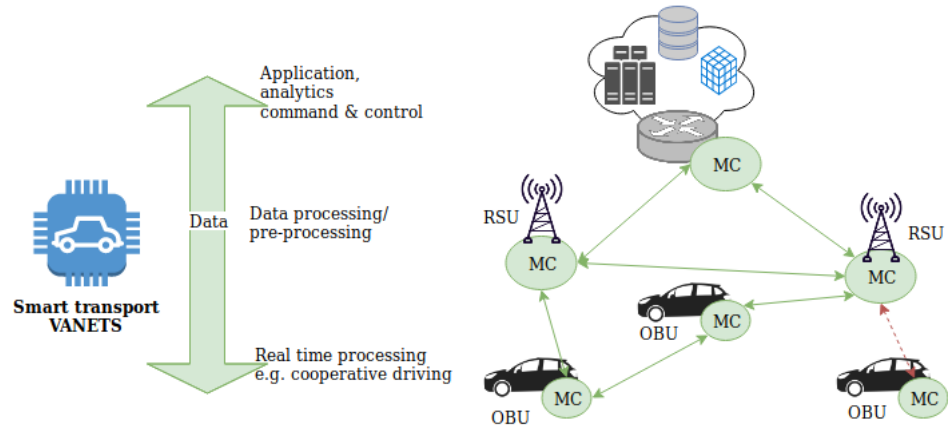 Application,
analytics
command & control
Data
Data processing/
pre-processing
Smart transport
VANETS
Real time processing
e.g. cooperative driving
MC
RSU
MC
RSU
MC
OBU
MC
OBU
MC
OBU
MC